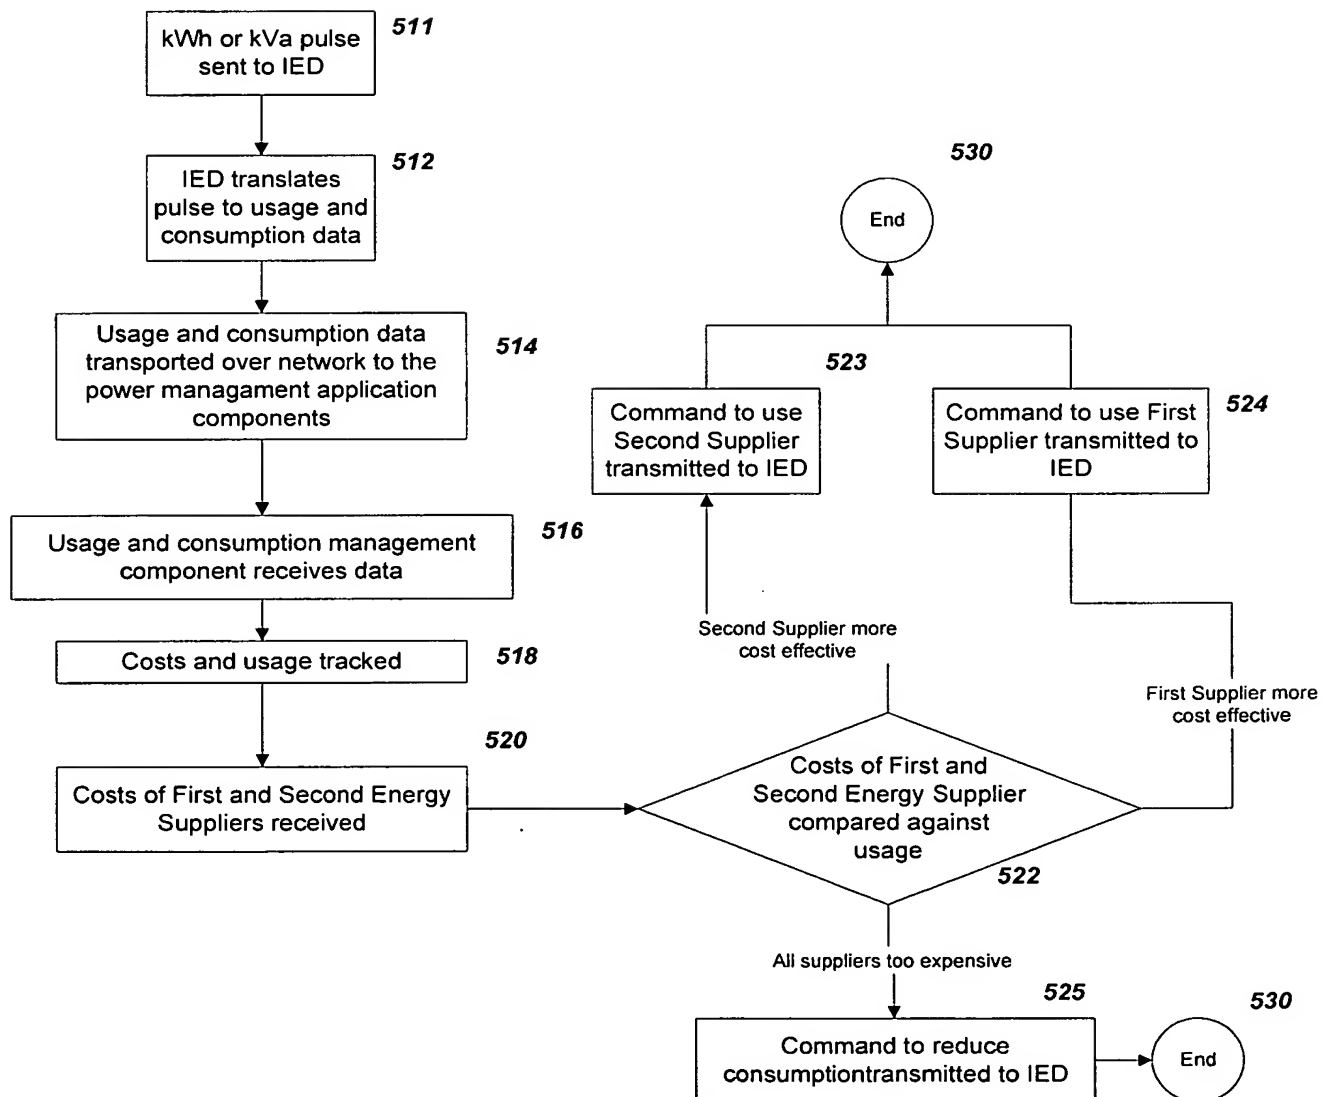 kWh or kVa pulse
sent to IED
511
IED translates
pulse to usage and
consumption data
512
Usage and consumption data
transported over network to the
power managament application
components
514
Usage and consumption management
component receives data
516
Costs and usage tracked
518
Costs of First and Second Energy
Suppliers received
520
Costs of First and
Second Energy Supplier
compared against
usage
522
Second Supplier more
cost effective
Command to use
Second Supplier
transmitted to IED
523
First Supplier more
cost effective
Command to use First
Supplier transmitted to
IED
524
530
End
All suppliers too expensive
Command to reduce
consumptiontransmitted to IED
525
530
End